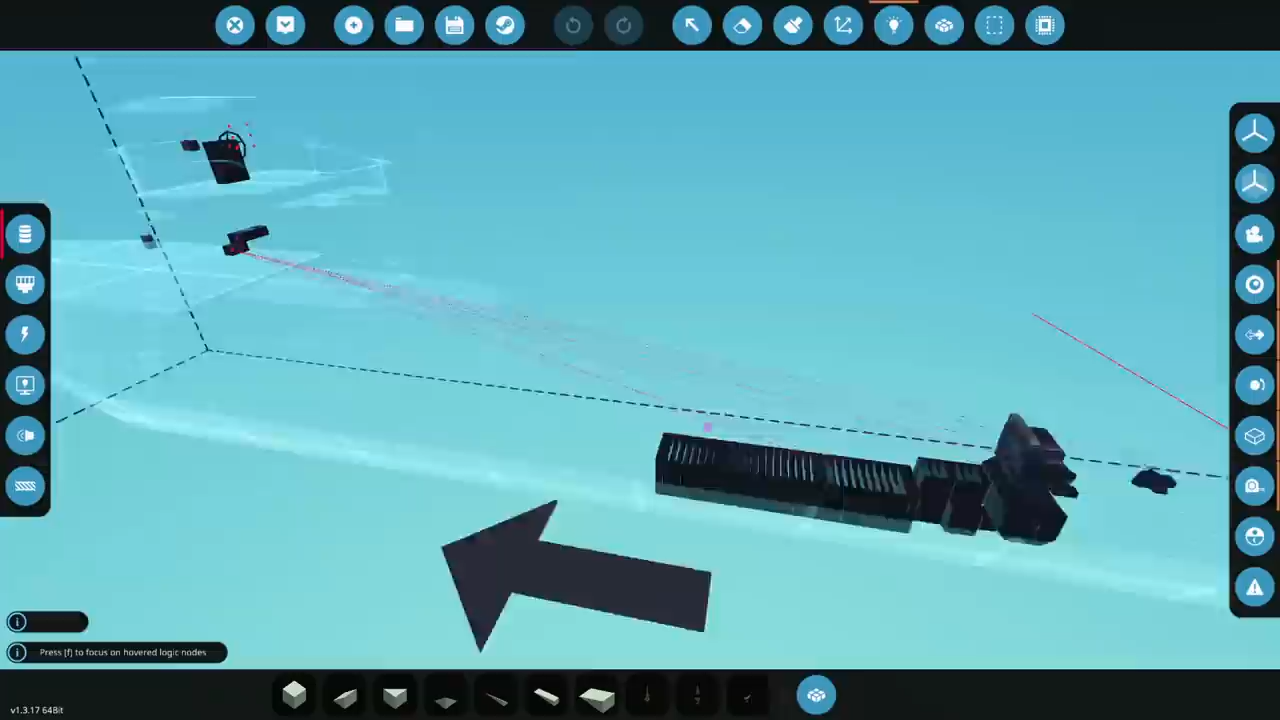 Press [f] to focus on hovered logic nodes
v1.3.17 64Bit